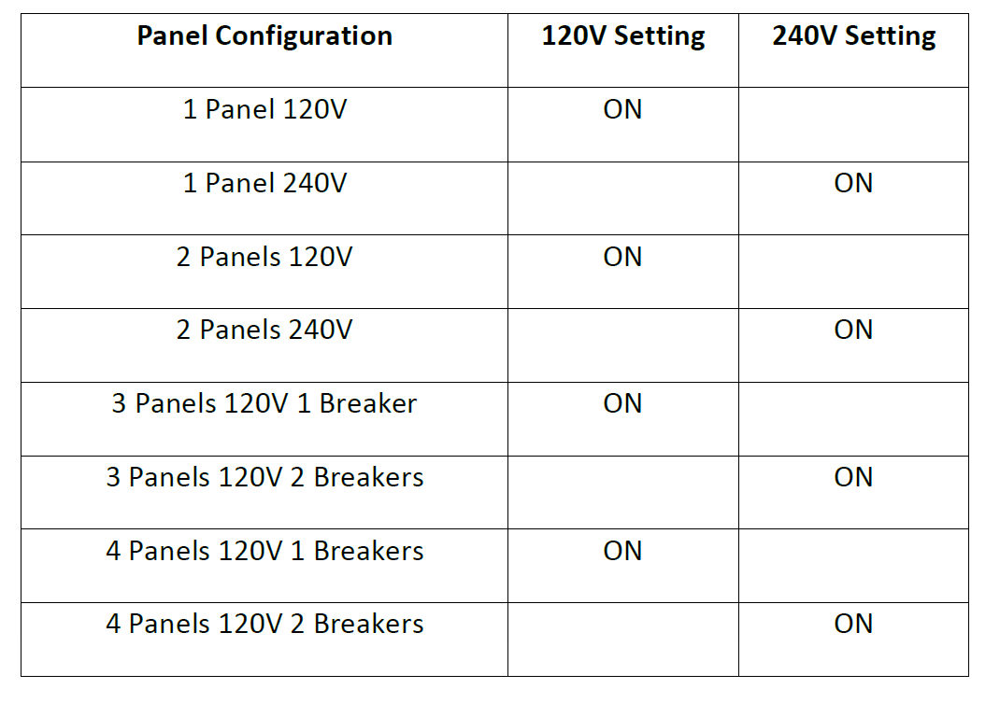 Panel Configuration 120V Setting 240V Setting
1 Panel 120V ON
1 Panel 240V ON
2 Panels 120V ON
2 Panels 240V ON
3 Panels 120V 1 Breaker ON
3 Panels 120V 2 Breakers ON
4 Panels 120V 1 Breakers ON
4 Panels 120V 2 Breakers ON